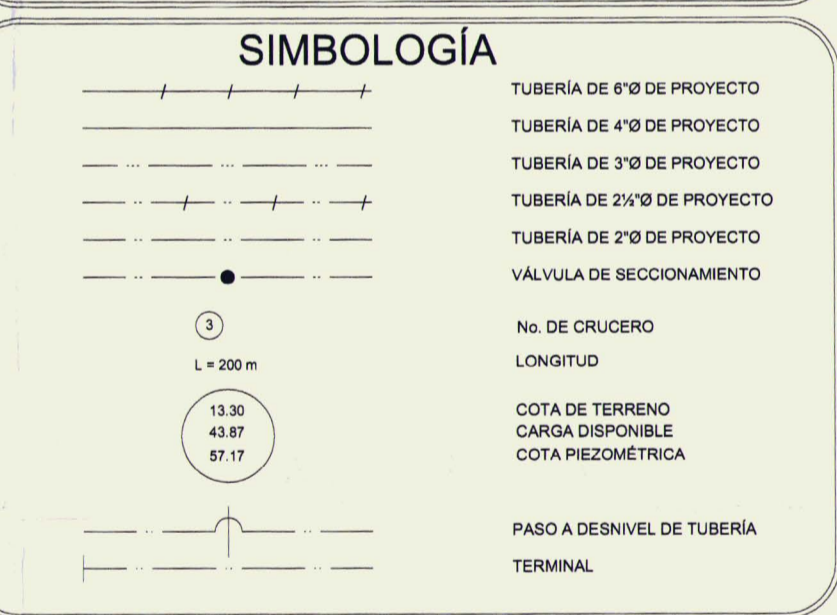 SIMBOLOGÍA
TUBERÍA DE 6"Ø DE PROYECTO
TUBERÍA DE 4"Ø DE PROYECTO
TUBERÍA DE 3"Ø DE PROYECTO
TUBERÍA DE 2½"Ø DE PROYECTO
TUBERÍA DE 2"Ø DE PROYECTO
VÁLVULA DE SECCIONAMIENTO
3 No. DE CRUCERO
L = 200 m LONGITUD
13.30 COTA DE TERRENO
43.87 CARGA DISPONIBLE
57.17 COTA PIEZOMÉTRICA
PASO A DESNIVEL DE TUBERÍA
TERMINAL